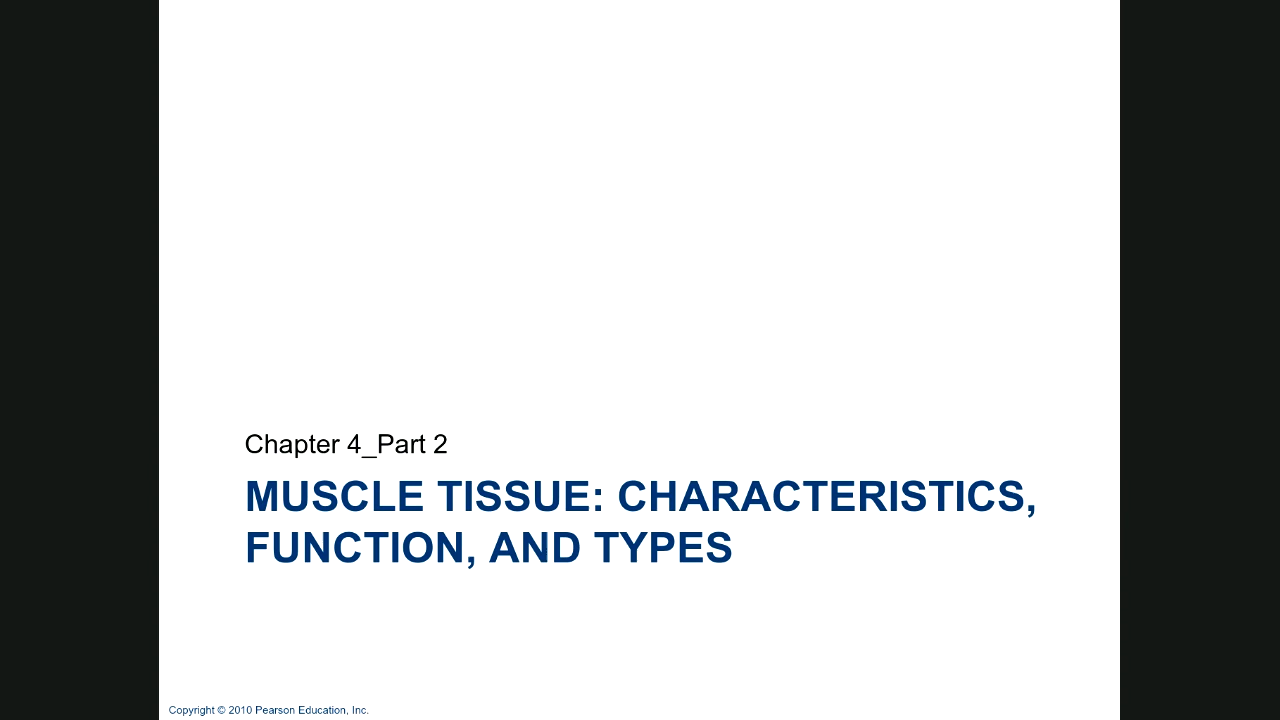 Chapter 4_Part 2
MUSCLE TISSUE: CHARACTERISTICS,
FUNCTION, AND TYPES
Copyright © 2010 Pearson Education, Inc.